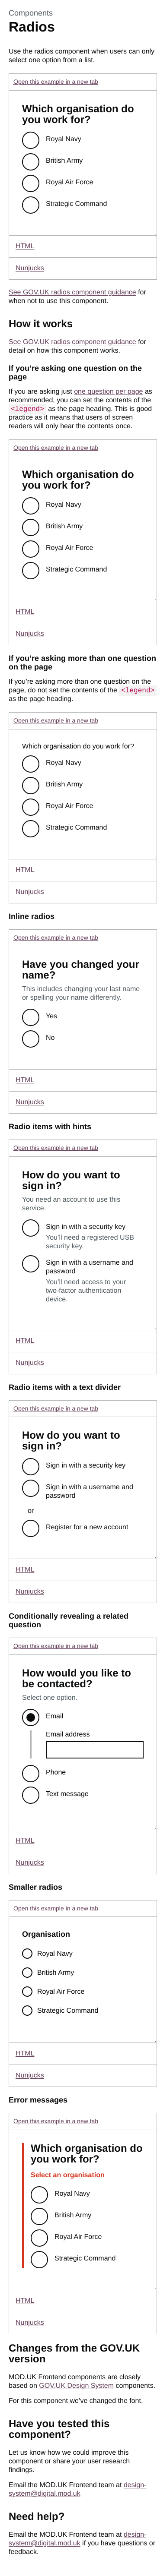 Components
Radios
Use the radios component when users can only
select one option from a list.
Open this example in a new tab
Which organisation do
you work for?
Royal Navy
British Army
Royal Air Force
Strategic Command
HTML
Nunjucks
See GOV.UK radios component guidance for
when not to use this component.
How it works
See GOV.UK radios component guidance for
detail on how this component works.
If you're asking one question on the
page
If you are asking just one question per page as
recommended, you can set the contents of the
<legend> as the page heading. This is good
practice as it means that users of screen
readers will only hear the contents once.
Open this example in a new tab
Which organisation do
you work for?
Royal Navy
British Army
Royal Air Force
Strategic Command
HTML
Nunjucks
If you're asking more than one question
on the page
If you're asking more than one question on the
page, do not set the contents of the <legend>
as the page heading.
Open this example in a new tab
Which organisation do you work for?
Royal Navy
British Army
Royal Air Force
Strategic Command
HTML
Nunjucks
Inline radios
Open this example in a new tab
Have you changed your
name?
This includes changing your last name
or spelling your name differently.
Yes
No
HTML
Nunjucks
Radio items with hints
Open this example in a new tab
How do you want to
sign in?
You need an account to use this
service.
Sign in with a security key
You'll need a registered USB
security key.
Sign in with a username and
password
You'll need access to your
two-factor authentication
device.
HTML
Nunjucks
Radio items with a text divider
Open this example in a new tab
How do you want to
sign in?
Sign in with a security key
Sign in with a username and
password
or
Register for a new account
HTML
Nunjucks
Conditionally revealing a related
question
Open this example in a new tab
How would you like to
be contacted?
Select one option.
Email
Email address
Phone
Text message
HTML
Nunjucks
Smaller radios
Open this example in a new tab
Organisation
Royal Navy
British Army
Royal Air Force
Strategic Command
HTML
Nunjucks
Error messages
Open this example in a new tab
Which organisation do
you work for?
Select an organisation
Royal Navy
British Army
Royal Air Force
Strategic Command
HTML
Nunjucks
Changes from the GOV.UK
version
MOD.UK Frontend components are closely
based on GOV.UK Design System components.
For this component we've changed the font.
Have you tested this
component?
Let us know how we could improve this
component or share your user research
findings.
Email the MOD.UK Frontend team at design-
system@digital.mod.uk
Need help?
Email the MOD.UK Frontend team at design-
system@digital.mod.uk if you have questions or
feedback.